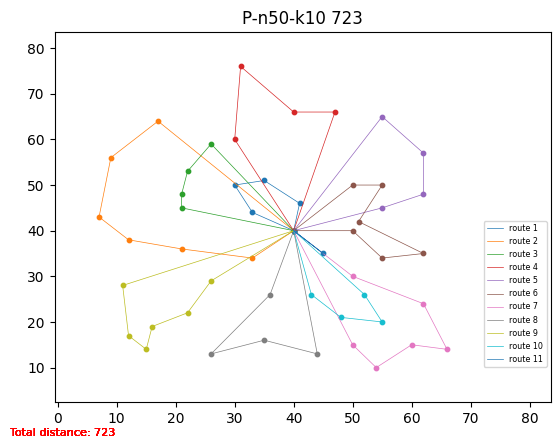 P-n50-k10 723
80
70
60
50
40
30
20
10
0 10 20 30 40 50 60 70 80
route 1
route 2
route 3
route 4
route 5
route 6
route 7
route 8
route 9
route 10
route 11
Total distance: 723